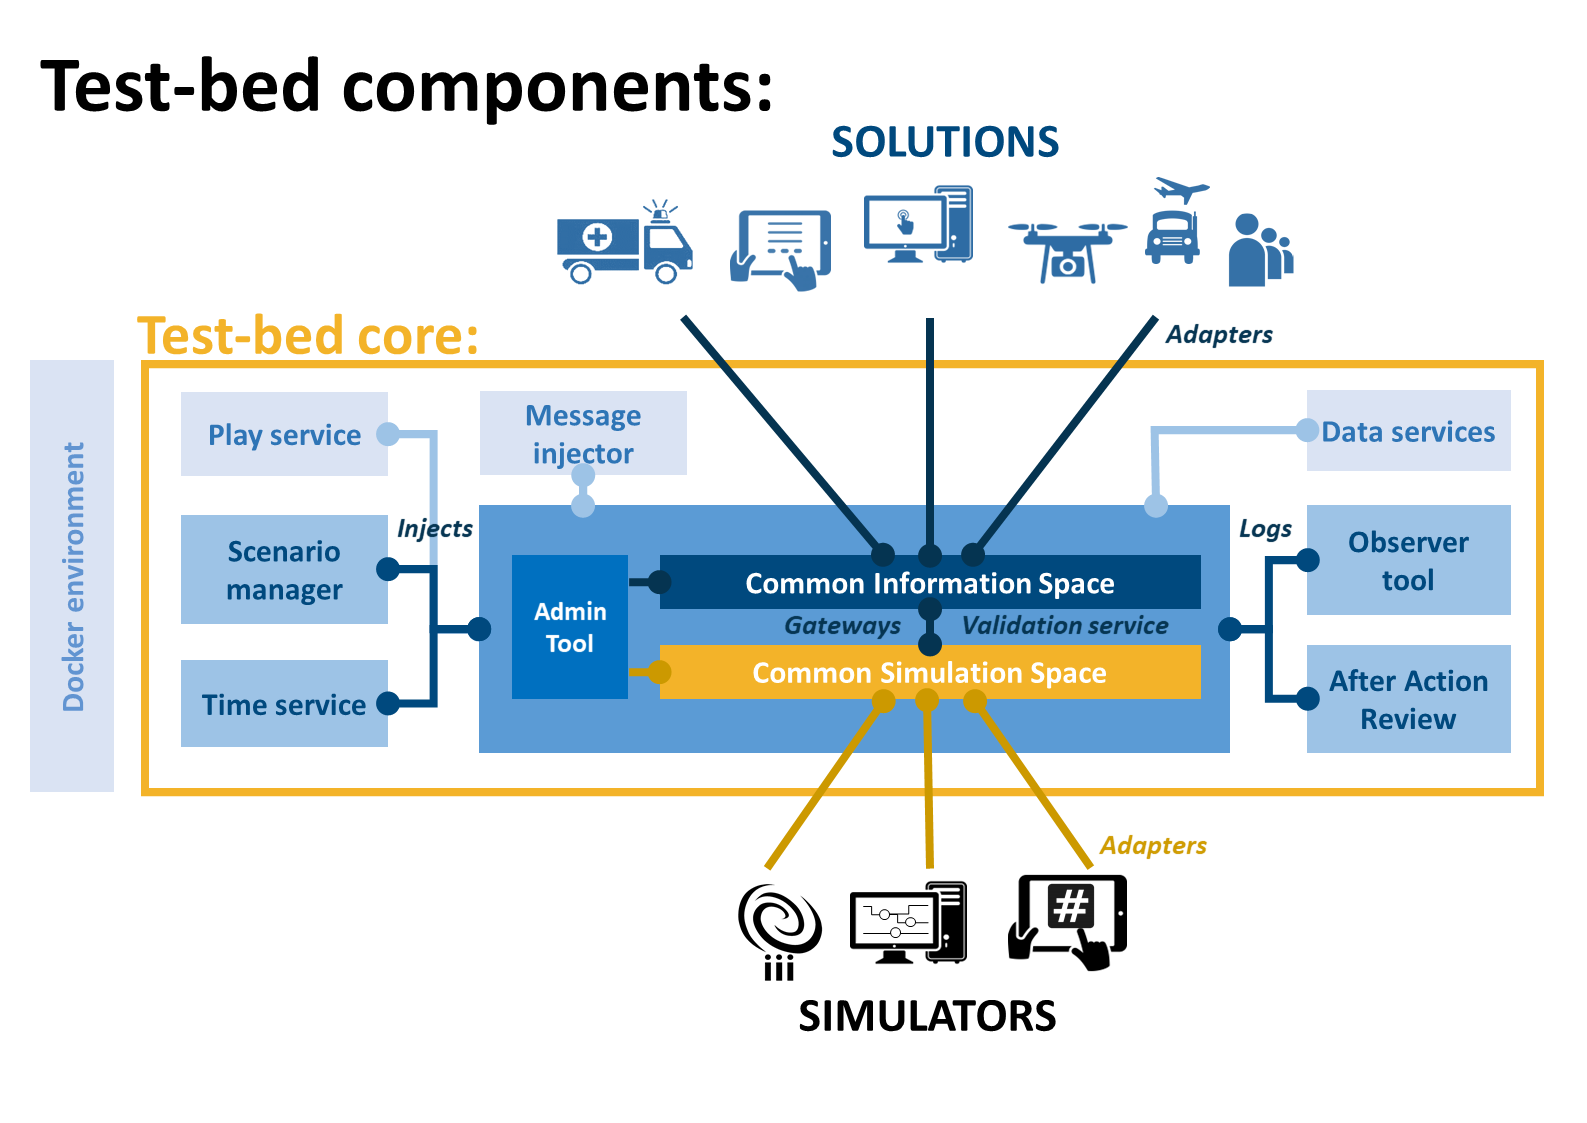 Test-bed components:
SOLUTIONS
Test-bed core:
Adapters
Docker environment
Play service
Message
injector
Data services
Injects
Scenario
manager
Time service
Admin
Tool
Common Information Space
Gateways
Validation service
Common Simulation Space
Logs
Observer
tool
After Action
Review
Adapters
#
iii
SIMULATORS